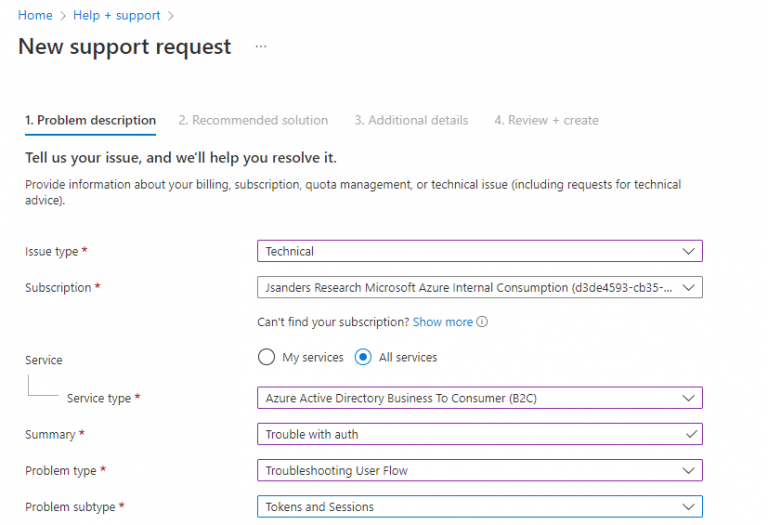 Home > Help + support >
New support request ...
1. Problem description 2. Recommended solution 3. Additional details 4. Review + create
Tell us your issue, and we'll help you resolve it.
Provide information about your billing, subscription, quota management, or technical issue (including requests for technical
advice).
Issue type * Technical
Subscription * Jsanders Research Microsoft Azure Internal Consumption (d3de4593-cb35-...
Can't find your subscription? Show more
Service My services All services
Service type * Azure Active Directory Business To Consumer (B2C)
Summary * Trouble with auth
Problem type * Troubleshooting User Flow
Problem subtype * Tokens and Sessions